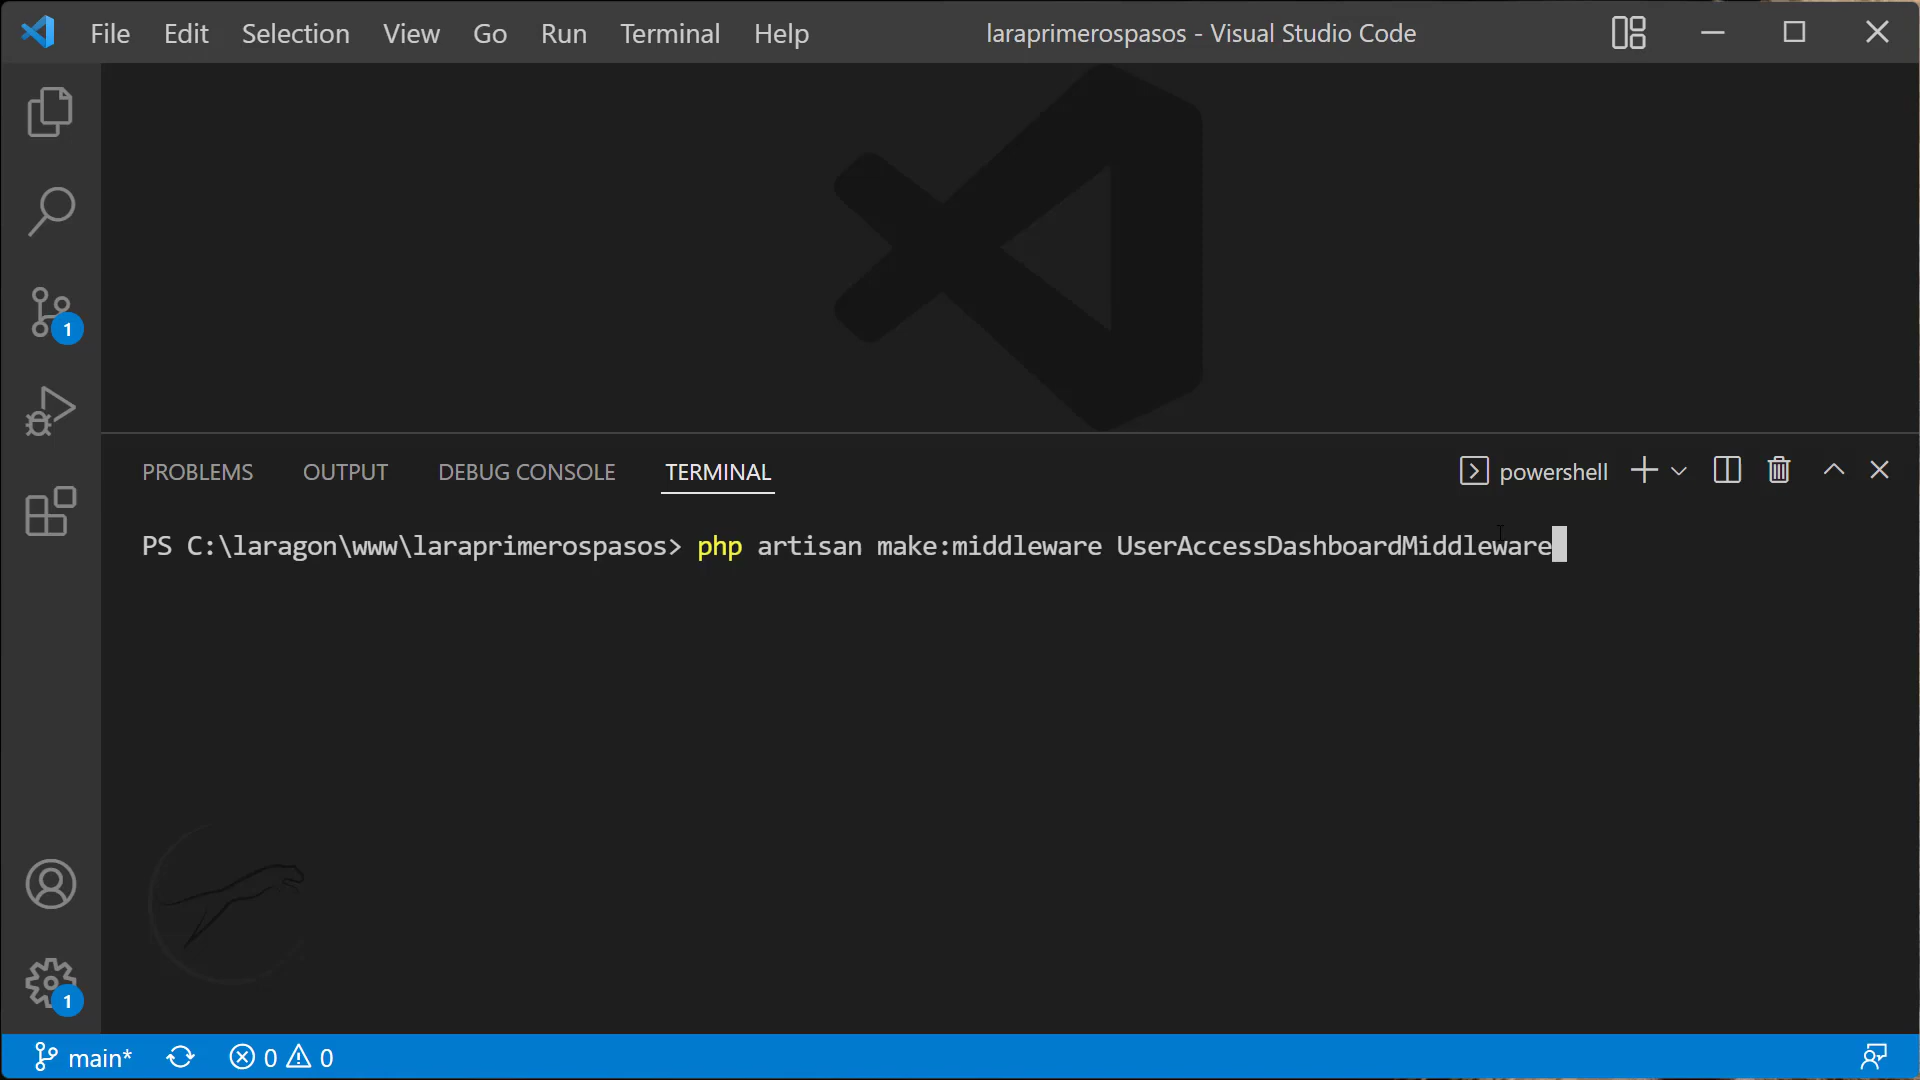 File Edit Selection View Go Run Terminal Help laraprimerospasos - Visual Studio Code
1
PROBLEMS OUTPUT DEBUG CONSOLE TERMINAL powershell
PS C:\laragon\www\laraprimerospasos> php artisan make:middleware UserAccessDashboardMiddleware
1
main* 0 0